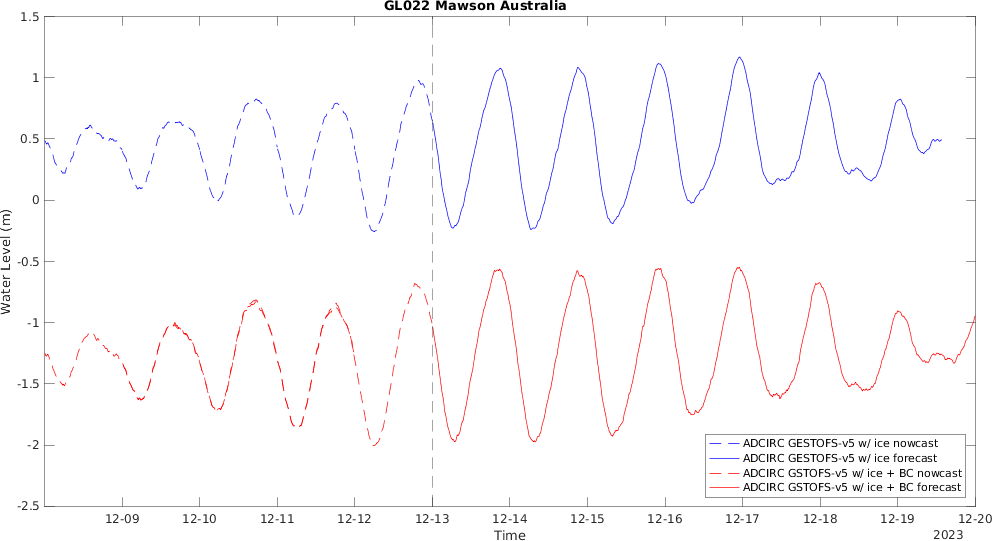 GL022 Mawson Australia
1.5
1
0.5
0
-0.5
-1
-1.5
-2
-2.5
Water Level (m)
ADCIRC GESTOFS-v5 w/ ice nowcast
ADCIRC GESTOFS-v5 w/ ice forecast
ADCIRC GSTOFS-v5 w/ ice + BC nowcast
ADCIRC GSTOFS-v5 w/ ice + BC forecast
12-09 12-10 12-11 12-12 12-13 12-14 12-15 12-16 12-17 12-18 12-19 12-20
Time
2023